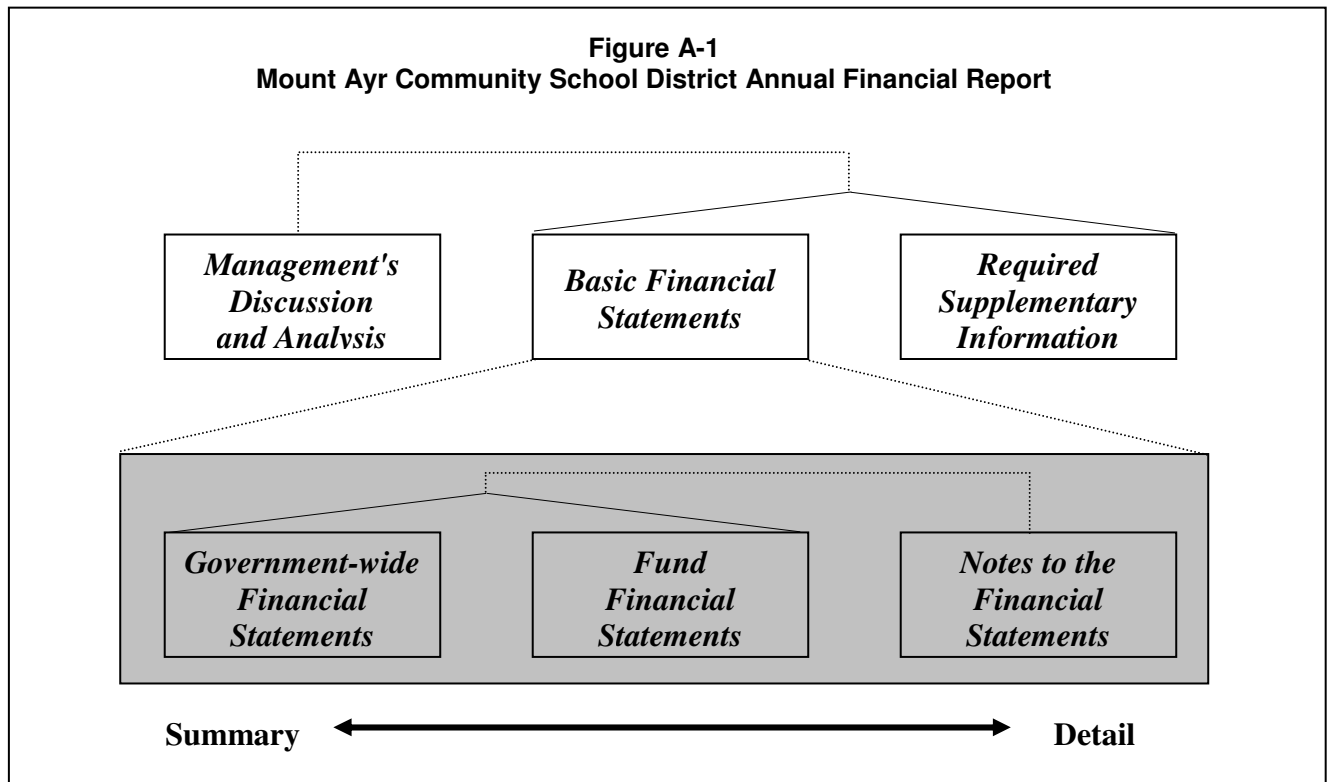 Figure A-1
Mount Ayr Community School District Annual Financial Report
Management's
Discussion
and Analysis
Basic Financial
Statements
Required
Supplementary
Information
Government-wide
Financial
Statements
Fund
Financial
Statements
Notes to the
Financial
Statements
Summary
Detail